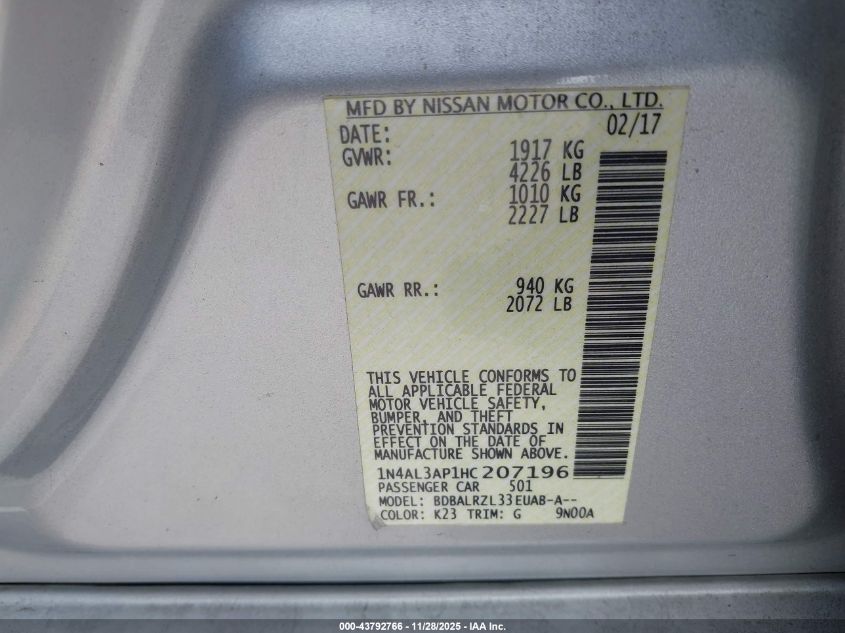 MFD BY NISSAN MOTOR CO., LTD.
DATE: 02/17
GVWR: 1917 KG
4226 LB
GAWR FR.: 1010 KG
2227 LB
GAWR RR.: 940 KG
2072 LB
THIS VEHICLE CONFORMS TO
ALL APPLICABLE FEDERAL
MOTOR VEHICLE SAFETY,
BUMPER, AND THEFT
PREVENTION STANDARDS IN
EFFECT ON THE DATE OF
MANUFACTURE SHOWN ABOVE.
1N4AL3AP1HC207196
PASSENGER CAR 501
MODEL: BDBALRZL33EUAB-A--
COLOR: K23 TRIM: G 9N00A
000-43792766 - 11/28/2025 - IAA Inc.